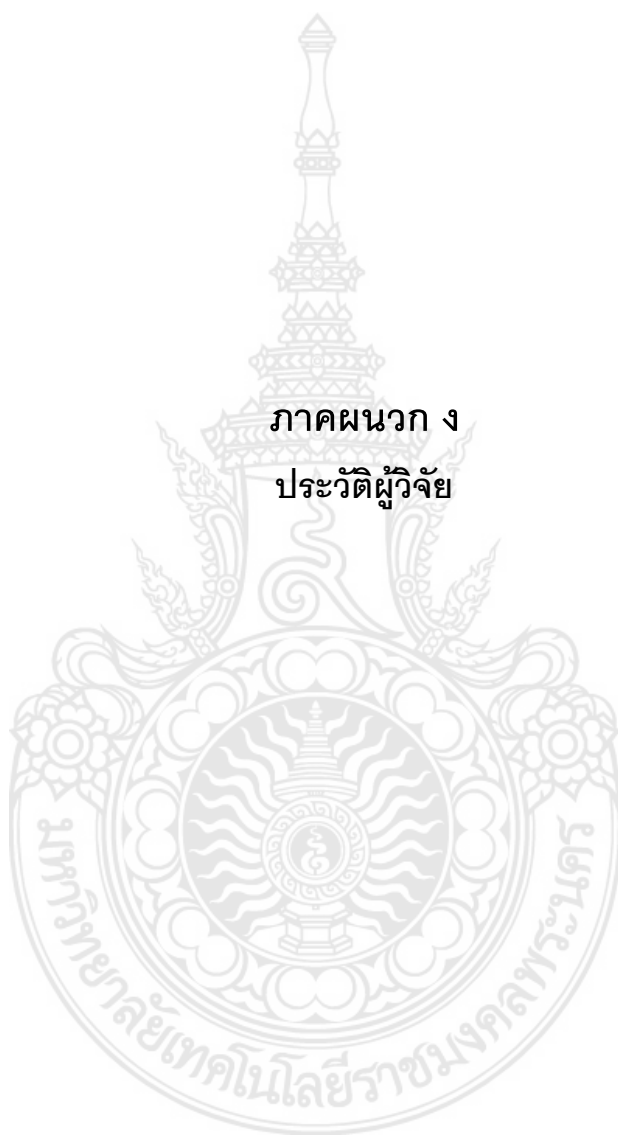 ภาคผนวก ง
ประวัติผู้วิจัย
มหาวิทยาลัยเทคโนโลยีราชมงคลพระนคร